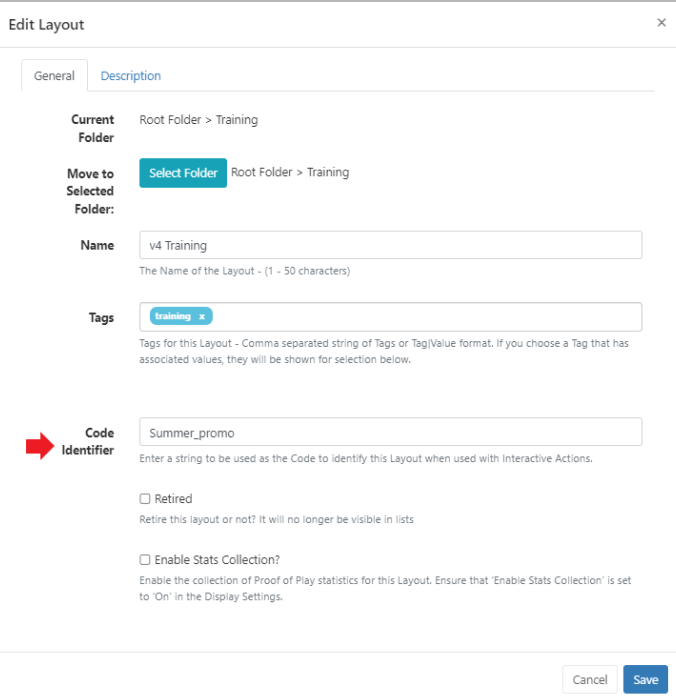 Edit Layout ×
General Description
Current Folder Root Folder > Training
Move to Selected Folder: Select Folder Root Folder > Training
Name v4 Training
The Name of the Layout - (1 - 50 characters)
Tags training x
Tags for this Layout - Comma separated string of Tags or Tag|Value format. If you choose a Tag that has
associated values, they will be shown for selection below.
Code Identifier Summer_promo
Enter a string to be used as the Code to identify this Layout when used with Interactive Actions.
Retired
Retire this layout or not? It will no longer be visible in lists
Enable Stats Collection?
Enable the collection of Proof of Play statistics for this Layout. Ensure that 'Enable Stats Collection' is set
to 'On' in the Display Settings.
Cancel Save